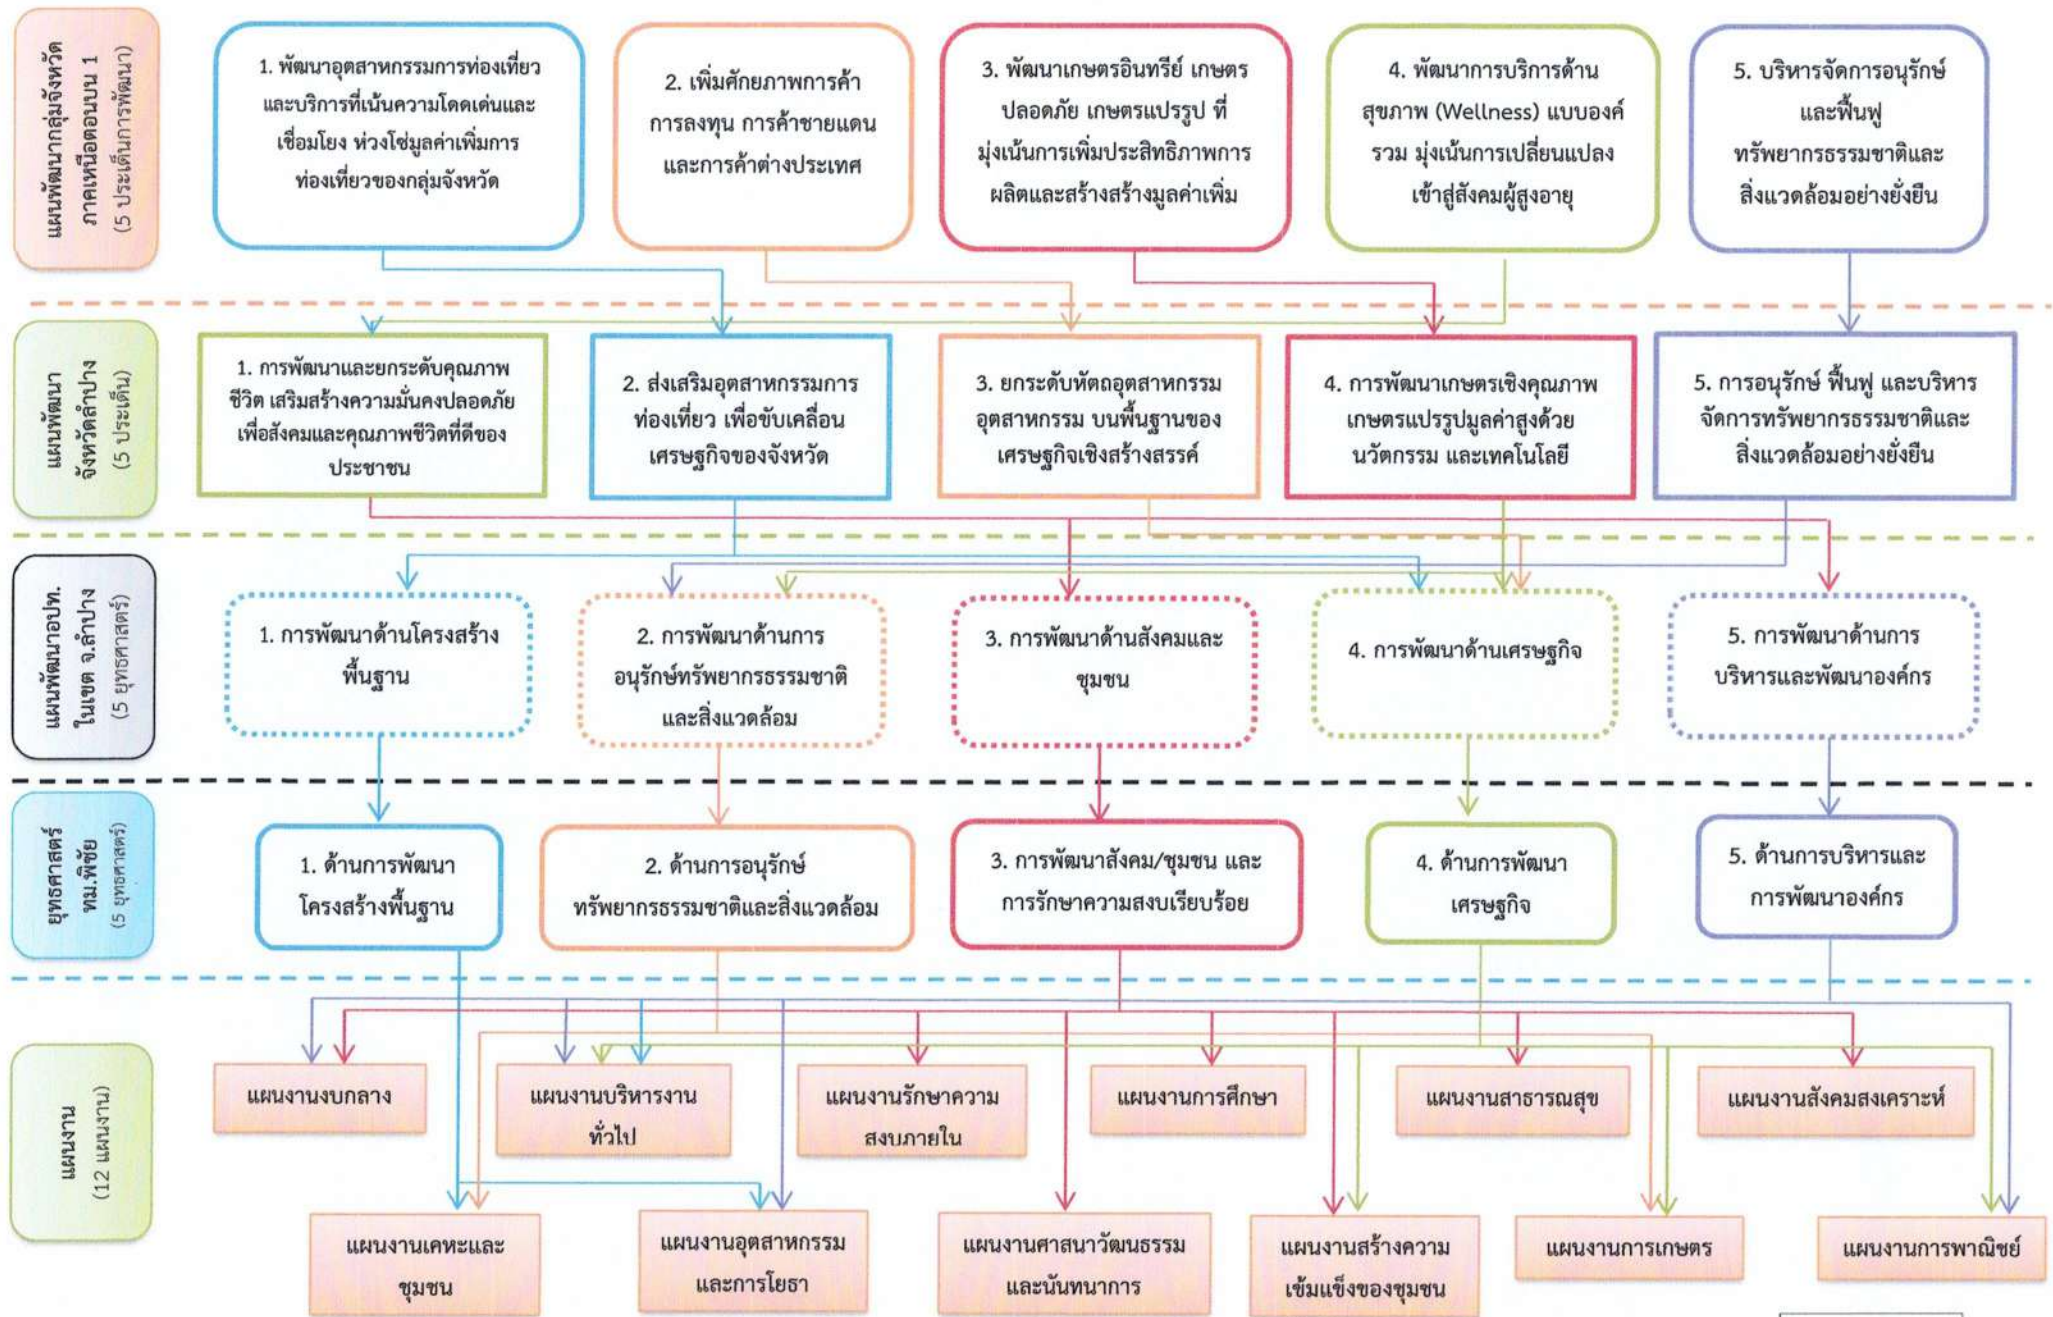 แผนพัฒนากลุ่มจังหวัด
ภาคเหนือตอนบน 1
(5 ประเด็นการพัฒนา)
1. พัฒนาอุตสาหกรรมการท่องเที่ยว
และบริการที่เน้นความโดดเด่นและ
เชื่อมโยง ห่วงโซ่มูลค่าเพิ่มการ
ท่องเที่ยวของกลุ่มจังหวัด
2. เพิ่มศักยภาพการค้า
การลงทุน การค้าชายแดน
และการค้าต่างประเทศ
3. พัฒนาเกษตรอินทรีย์ เกษตร
ปลอดภัย เกษตรแปรรูป ที่
มุ่งเน้นการเพิ่มประสิทธิภาพการ
ผลิตและสร้างสร้างมูลค่าเพิ่ม
4. พัฒนาการบริการด้าน
สุขภาพ (Wellness) แบบองค์
รวม มุ่งเน้นการเปลี่ยนแปลง
เข้าสู่สังคมผู้สูงอายุ
5. บริหารจัดการอนุรักษ์
และฟื้นฟู
ทรัพยากรธรรมชาติและ
สิ่งแวดล้อมอย่างยั่งยืน
แผนพัฒนา
จังหวัดลำปาง
(5 ประเด็น)
1. การพัฒนาและยกระดับคุณภาพ
ชีวิต เสริมสร้างความมั่นคงปลอดภัย
เพื่อสังคมและคุณภาพชีวิตที่ดีของ
ประชาชน
2. ส่งเสริมอุตสาหกรรมการ
ท่องเที่ยว เพื่อขับเคลื่อน
เศรษฐกิจของจังหวัด
3. ยกระดับหัตถอุตสาหกรรม
อุตสาหกรรม บนพื้นฐานของ
เศรษฐกิจเชิงสร้างสรรค์
4. การพัฒนาเกษตรเชิงคุณภาพ
เกษตรแปรรูปมูลค่าสูงด้วย
นวัตกรรม และเทคโนโลยี
5. การอนุรักษ์ ฟื้นฟู และบริหาร
จัดการทรัพยากรธรรมชาติและ
สิ่งแวดล้อมอย่างยั่งยืน
แผนพัฒนาอปท.
ในเขต จ.ลำปาง
(5 ยุทธศาสตร์)
1. การพัฒนาด้านโครงสร้าง
พื้นฐาน
2. การพัฒนาด้านการ
อนุรักษ์ทรัพยากรธรรมชาติ
และสิ่งแวดล้อม
3. การพัฒนาด้านสังคมและ
ชุมชน
4. การพัฒนาด้านเศรษฐกิจ
5. การพัฒนาด้านการ
บริหารและพัฒนาองค์กร
ยุทธศาสตร์
ทม.พิชัย
(5 ยุทธศาสตร์)
1. ด้านการพัฒนา
โครงสร้างพื้นฐาน
2. ด้านการอนุรักษ์
ทรัพยากรธรรมชาติและสิ่งแวดล้อม
3. การพัฒนาสังคม/ชุมชน และ
การรักษาความสงบเรียบร้อย
4. ด้านการพัฒนา
เศรษฐกิจ
5. ด้านการบริหารและ
การพัฒนาองค์กร
แผนงาน
(12 แผนงาน)
แผนงานงบกลาง
แผนงานบริหารงาน
ทั่วไป
แผนงานรักษาความ
สงบภายใน
แผนงานการศึกษา
แผนงานสาธารณสุข
แผนงานสังคมสงเคราะห์
แผนงานเคหะและ
ชุมชน
แผนงานอุตสาหกรรม
และการโยธา
แผนงานศาสนาวัฒนธรรม
และนันทนาการ
แผนงานสร้างความ
เข้มแข็งของชุมชน
แผนงานการเกษตร
แผนงานการพาณิชย์